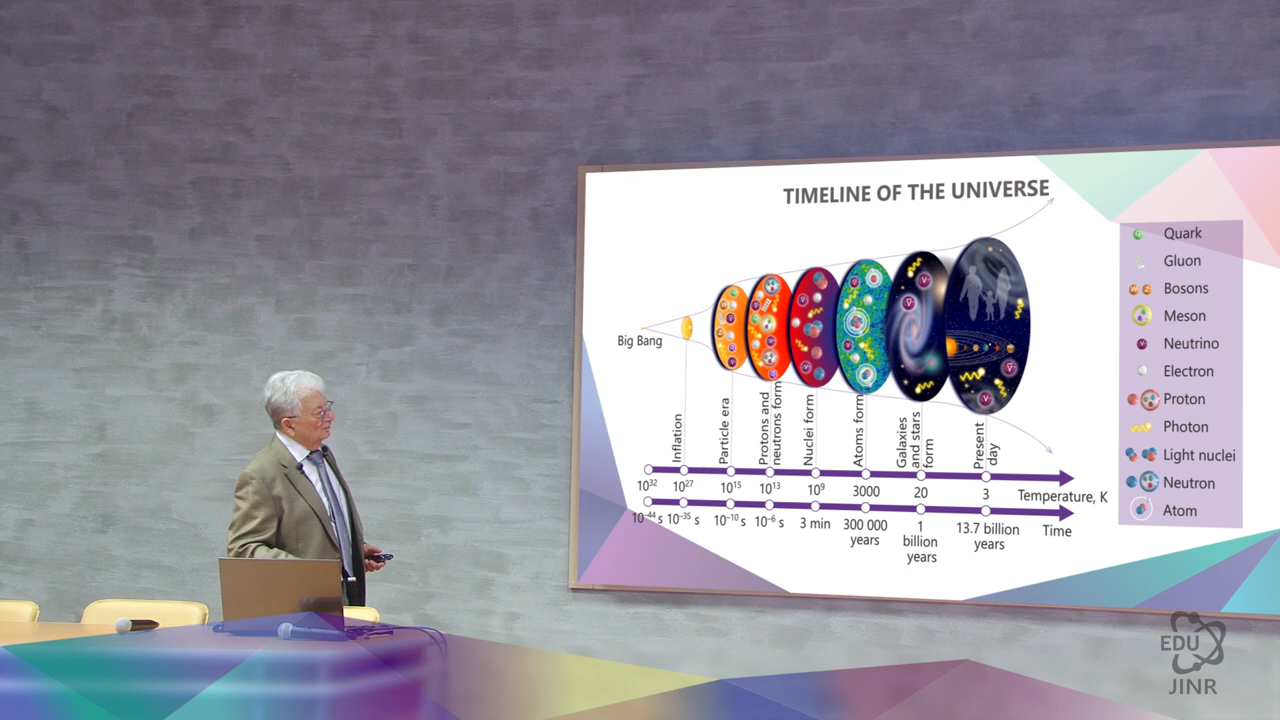 TIMELINE OF THE UNIVERSE
Big Bang
Inflation
Particle era
Protons and
neutrons form
Nuclei form
Atoms form
Galaxies
and stars
form
Present
day
10³² 10²⁷ 10¹⁵ 10¹³ 10⁹ 3000 20 3 Temperature, K
10⁻⁴⁴ s 10⁻³⁵ s 10⁻¹⁰ s 10⁻⁶ s 3 min 300 000 years 1 billion years 13.7 billion years Time
Quark
Gluon
Bosons
Meson
Neutrino
Electron
Proton
Photon
Light nuclei
Neutron
Atom
EDU
JINR